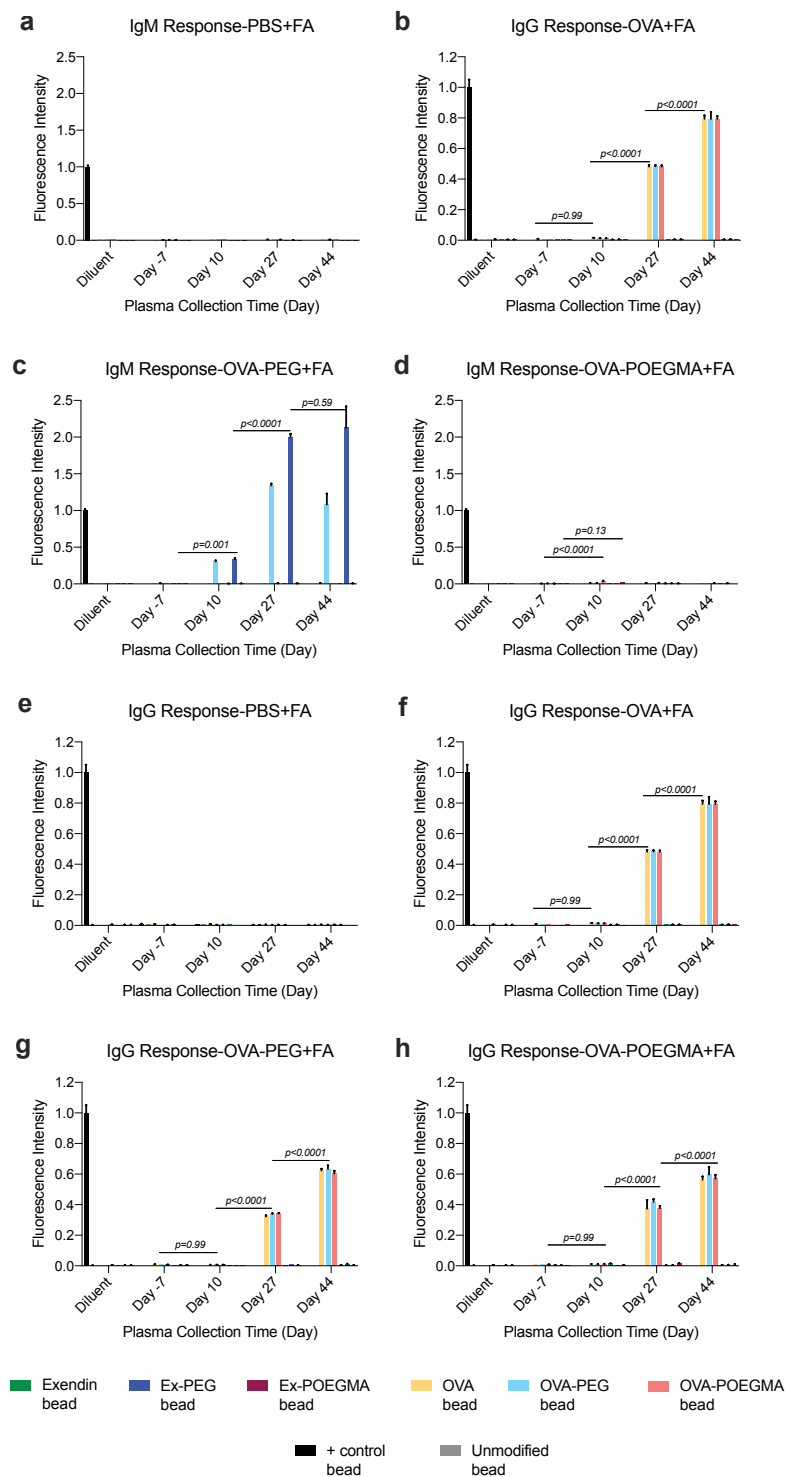 a
IgM Response-PBS+FA
2.5
2.0
1.5
1.0
0.5
0.0
Fluorescence Intensity
Diluent
Day -7
Day 10
Day 27
Day 44
Plasma Collection Time (Day)
b
IgG Response-OVA+FA
1.2
1.0
0.8
0.6
0.4
0.2
0.0
Fluorescence Intensity
p<0.0001
p<0.0001
p=0.99
Diluent
Day -7
Day 10
Day 27
Day 44
Plasma Collection Time (Day)
c
IgM Response-OVA-PEG+FA
2.5
2.0
1.5
1.0
0.5
0.0
Fluorescence Intensity
p=0.59
p<0.0001
p=0.001
Diluent
Day -7
Day 10
Day 27
Day 44
Plasma Collection Time (Day)
d
IgM Response-OVA-POEGMA+FA
2.5
2.0
1.5
1.0
0.5
0.0
Fluorescence Intensity
p=0.13
p<0.0001
Diluent
Day -7
Day 10
Day 27
Day 44
Plasma Collection Time (Day)
e
IgG Response-PBS+FA
1.2
1.0
0.8
0.6
0.4
0.2
0.0
Fluorescence Intensity
Diluent
Day -7
Day 10
Day 27
Day 44
Plasma Collection Time (Day)
f
IgG Response-OVA+FA
1.2
1.0
0.8
0.6
0.4
0.2
0.0
Fluorescence Intensity
p<0.0001
p<0.0001
p=0.99
Diluent
Day -7
Day 10
Day 27
Day 44
Plasma Collection Time (Day)
g
IgG Response-OVA-PEG+FA
1.2
1.0
0.8
0.6
0.4
0.2
0.0
Fluorescence Intensity
p<0.0001
p<0.0001
p=0.99
Diluent
Day -7
Day 10
Day 27
Day 44
Plasma Collection Time (Day)
h
IgG Response-OVA-POEGMA+FA
1.2
1.0
0.8
0.6
0.4
0.2
0.0
Fluorescence Intensity
p<0.0001
p<0.0001
p=0.99
Diluent
Day -7
Day 10
Day 27
Day 44
Plasma Collection Time (Day)
Exendin
bead
Ex-PEG
bead
Ex-POEGMA
bead
OVA
bead
OVA-PEG
bead
OVA-POEGMA
bead
+ control
bead
Unmodified
bead